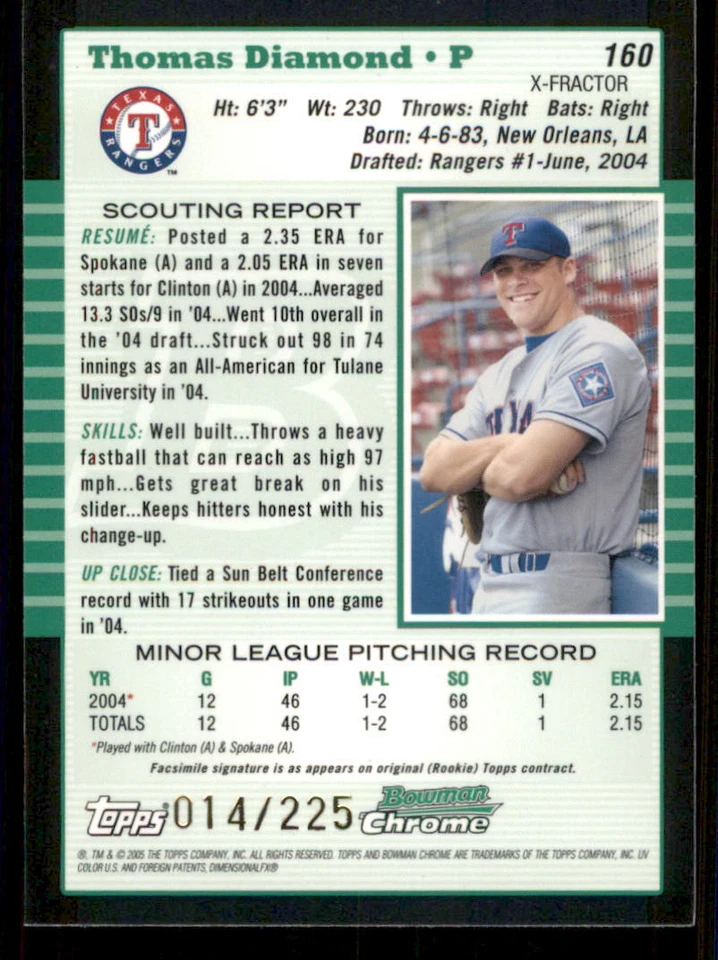 Thomas Diamond • P 160
X-FRACTOR
TEXAS
T
RANGERS
TM
Ht: 6'3" Wt: 230 Throws: Right Bats: Right
Born: 4-6-83, New Orleans, LA
Drafted: Rangers #1-June, 2004
SCOUTING REPORT
RESUMÉ: Posted a 2.35 ERA for
Spokane (A) and a 2.05 ERA in seven
starts for Clinton (A) in 2004...Averaged
13.3 SOs/9 in '04...Went 10th overall in
the '04 draft...Struck out 98 in 74
innings as an All-American for Tulane
University in '04.
SKILLS: Well built...Throws a heavy
fastball that can reach as high 97
mph...Gets great break on his
slider...Keeps hitters honest with his
change-up.
UP CLOSE: Tied a Sun Belt Conference
record with 17 strikeouts in one game
in '04.
T
MINOR LEAGUE PITCHING RECORD
YR G IP W-L SO SV ERA
2004* 12 46 1-2 68 1 2.15
TOTALS 12 46 1-2 68 1 2.15
*Played with Clinton (A) & Spokane (A).
Facsimile signature is as appears on original (Rookie) Topps contract.
Topps® 014/225 Bowman
Chrome
®, TM & © 2005 THE TOPPS COMPANY, INC. ALL RIGHTS RESERVED. TOPPS AND BOWMAN CHROME ARE TRADEMARKS OF THE TOPPS COMPANY, INC. UV
COLOR U.S. AND FOREIGN PATENTS, DIMENSIONALFX®